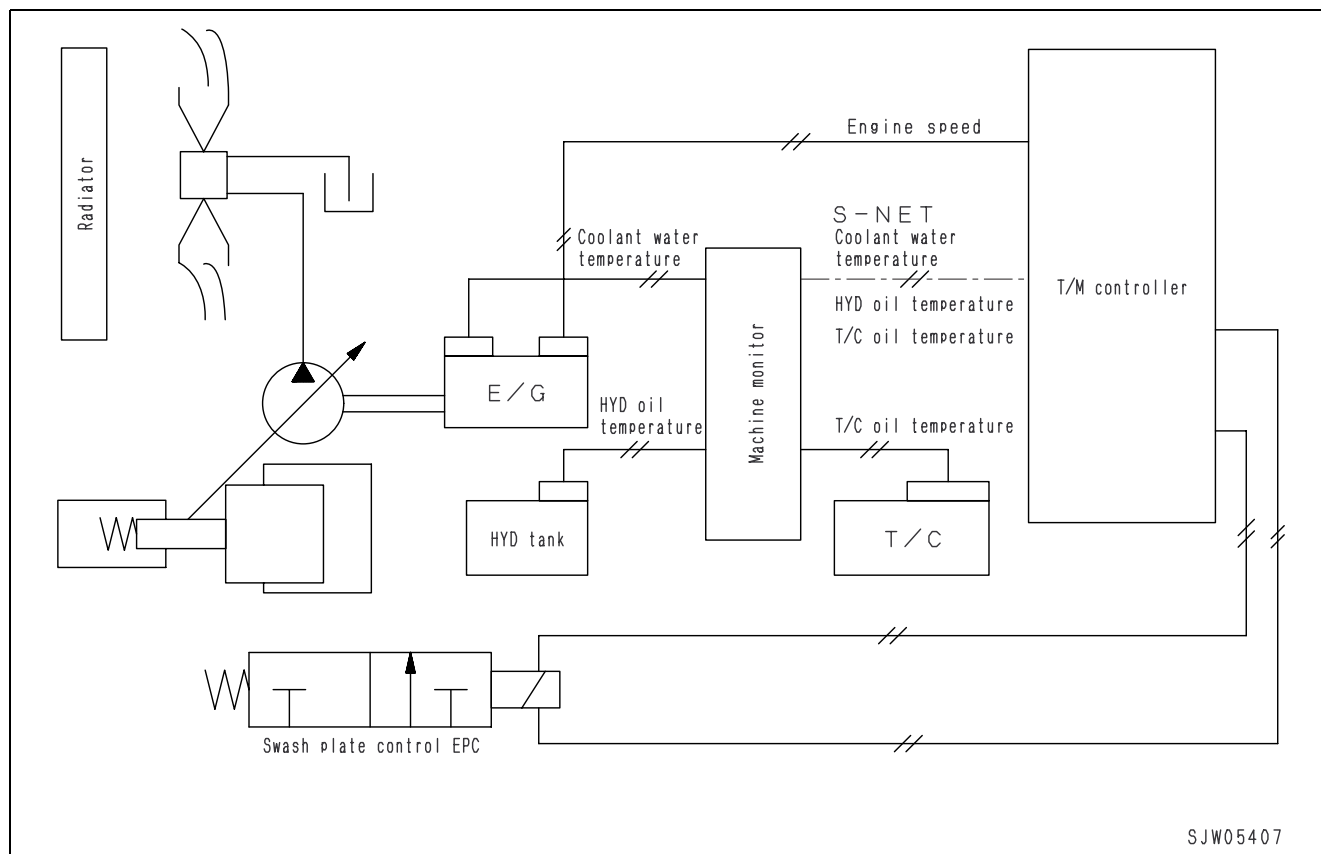 Radiator
Engine speed
S-NET
Coolant water
temperature
Coolant water
temperature
HYD oil temperature
T/C oil temperature
T/M controller
E/G
HYD oil
temperature
Machine monitor
T/C oil temperature
HYD tank
T/C
Swash plate control EPC
SJW05407